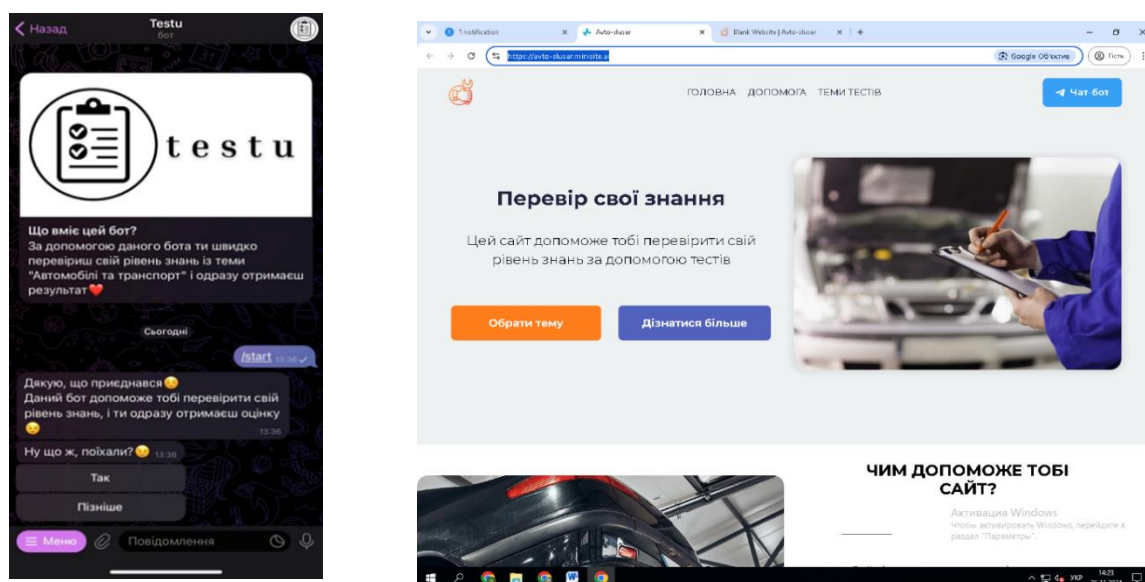 Назад
Testu
бот
testu
Що вміє цей бот?
За допомогою даного бота ти швидко
перевіриш свій рівень знань із теми
"Автомобілі та транспорт" і одразу отримаєш
результат❤️
Сьогодні
/start 13:36
Дякую, що приєднався
Даний бот допоможе тобі перевірити свій
рівень знань, і ти одразу отримаєш оцінку
13:36
Ну що ж, поїхали? 13:36
Так
Пізніше
Меню
Повідомлення
1 notification
Avto-slusar
Blank Website | Avto-slusar
https://avto-slusar.minisite.ai
Google Об'єктив
Гість
ГОЛОВНА ДОПОМОГА ТЕМИ ТЕСТІВ
Чат-бот
Перевір свої знання
Цей сайт допоможе тобі перевірити свій
рівень знань за допомогою тестів
Обрати тему
Дізнатися більше
ЧИМ ДОПОМОЖЕ ТОБІ
САЙТ?
Активация Windows
Чтобы активировать Windows, перейдите в
раздел "Параметры".
УКР
14:23